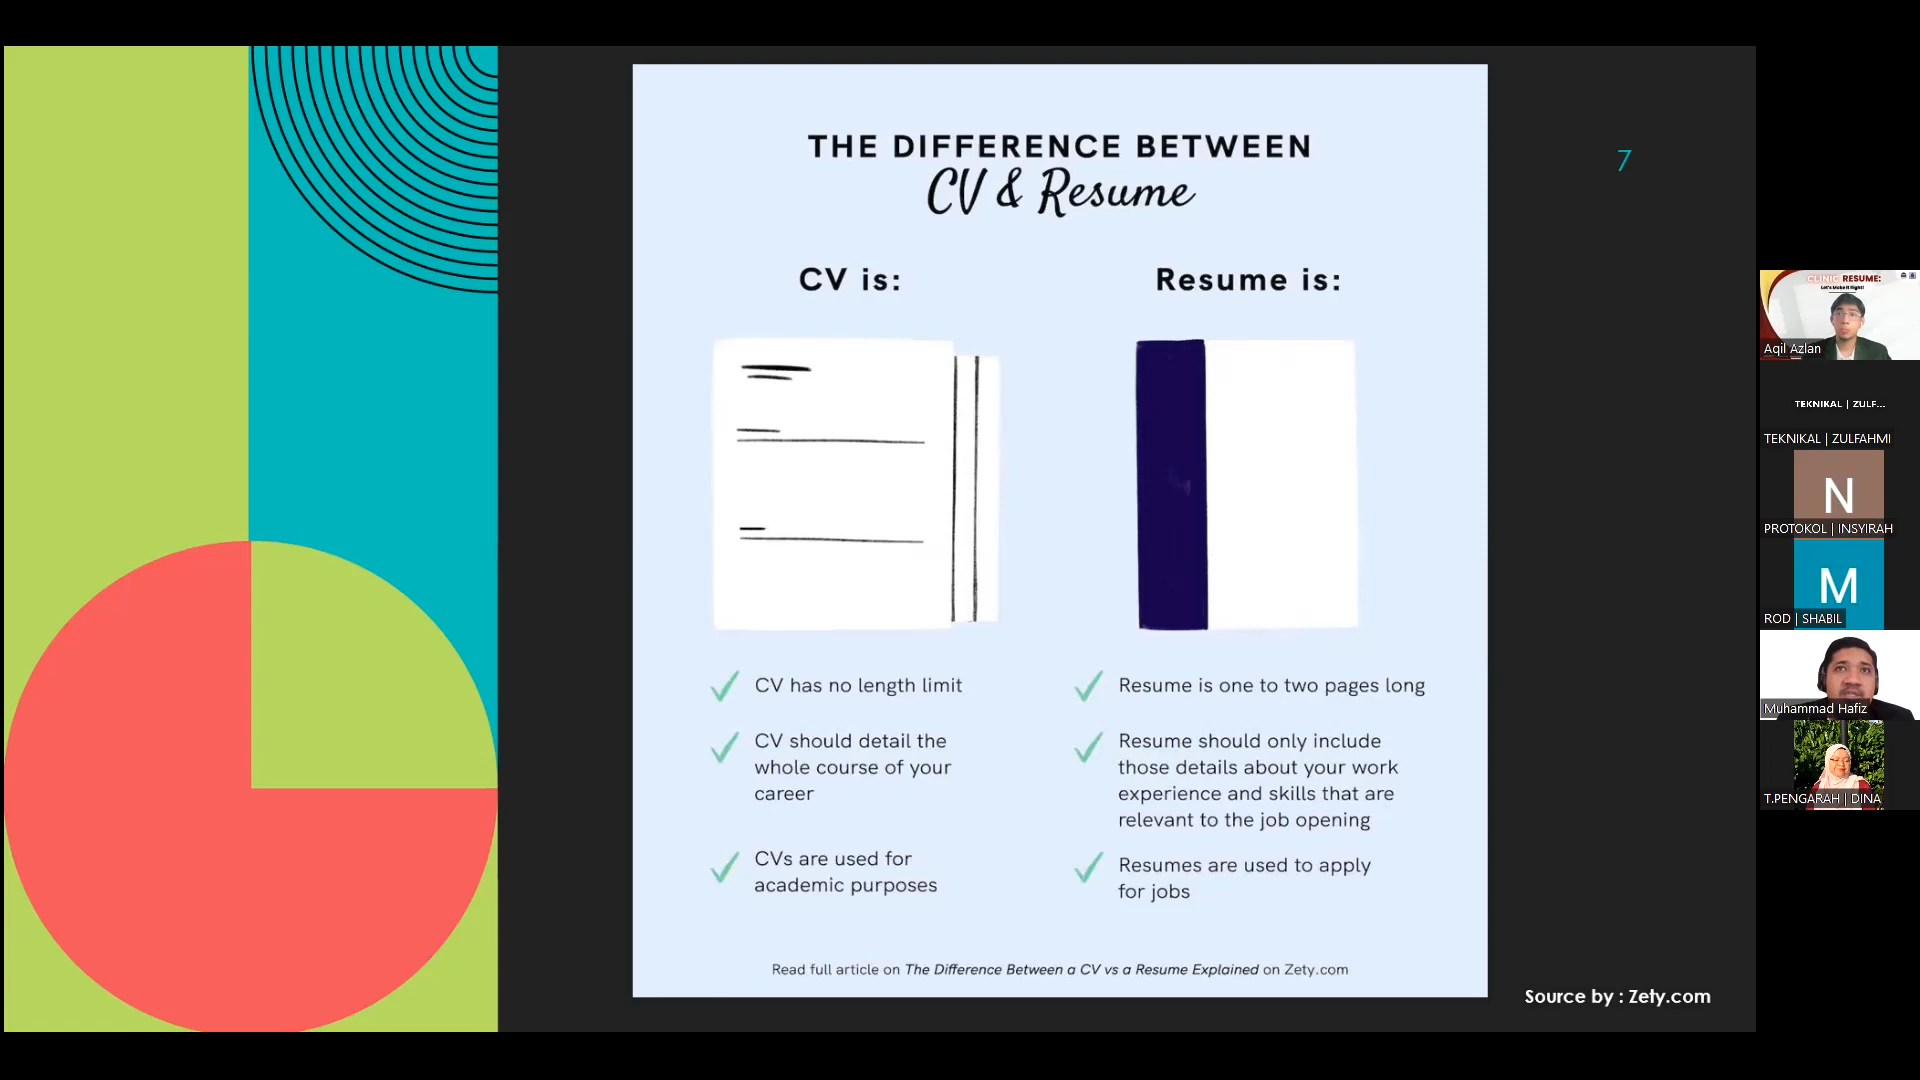 THE DIFFERENCE BETWEEN
CV & Resume
7
CV is:
Resume is:
CV has no length limit
CV should detail the
whole course of your
career
CVs are used for
academic purposes
Resume is one to two pages long
Resume should only include
those details about your work
experience and skills that are
relevant to the job opening
Resumes are used to apply
for jobs
Read full article on The Difference Between a CV vs a Resume Explained on Zety.com
Source by : Zety.com
CLINIC RESUME:
Let's Make It Right!
Aqil Azlan
TEKNIKAL | ZULF...
TEKNIKAL | ZULFAHMI
N
PROTOKOL | INSYIRAH
M
ROD | SHABIL
Muhammad Hafiz
T.PENGARAH | DINA